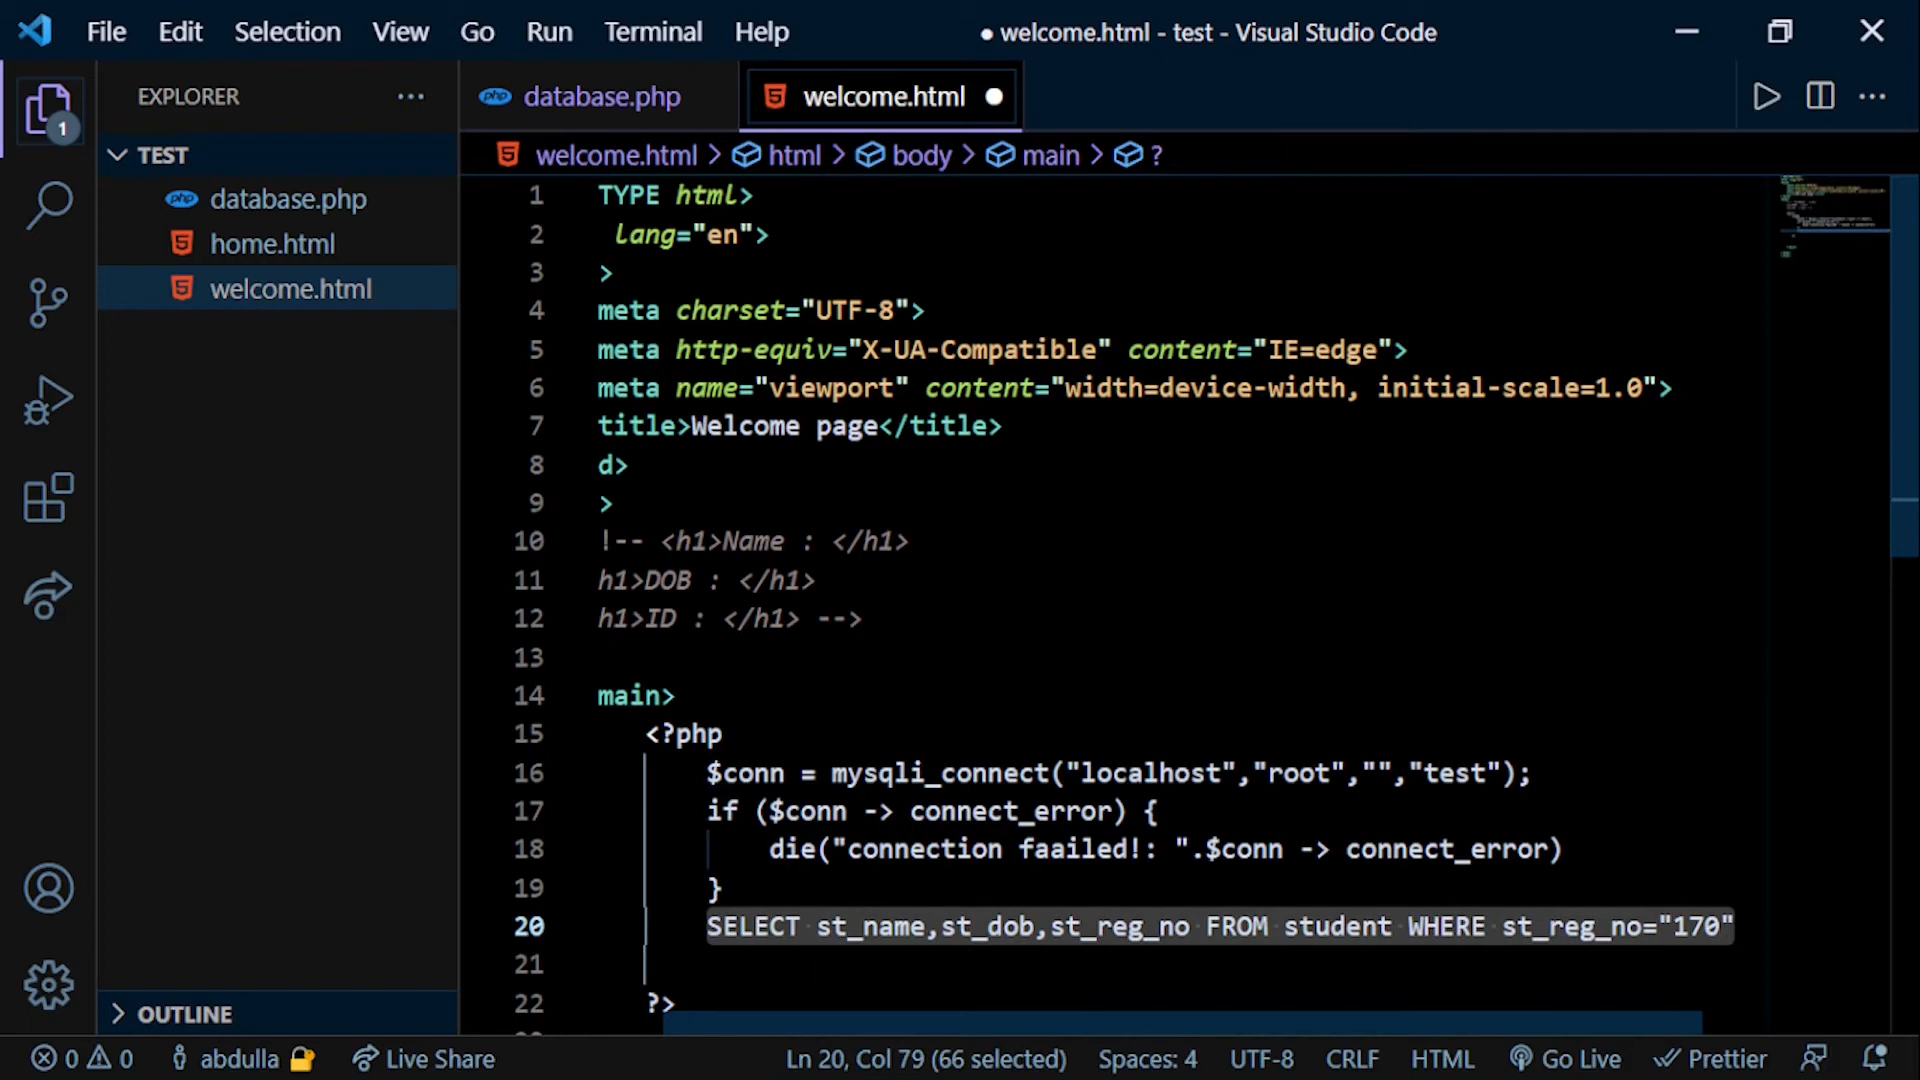 File Edit Selection View Go Run Terminal Help ● welcome.html - test - Visual Studio Code
EXPLORER ···
php database.php
5 welcome.html ●
1
TEST
php database.php
5 home.html
5 welcome.html
OUTLINE
5 welcome.html > html > body > main > ?
1 TYPE html>
2 lang="en">
3 >
4 meta charset="UTF-8">
5 meta http-equiv="X-UA-Compatible" content="IE=edge">
6 meta name="viewport" content="width=device-width, initial-scale=1.0">
7 title>Welcome page</title>
8 d>
9 >
10 !-- <h1>Name : </h1>
11 h1>DOB : </h1>
12 h1>ID : </h1> -->
13
14 main>
15 <?php
16 $conn = mysqli_connect("localhost","root","","test");
17 if ($conn -> connect_error) {
18 die("connection faailed!: ".$conn -> connect_error)
19 }
20 SELECT st_name,st_dob,st_reg_no FROM student WHERE st_reg_no="170"
21
22 ?>
0 0 abdulla Live Share Ln 20, Col 79 (66 selected) Spaces: 4 UTF-8 CRLF HTML Go Live Prettier